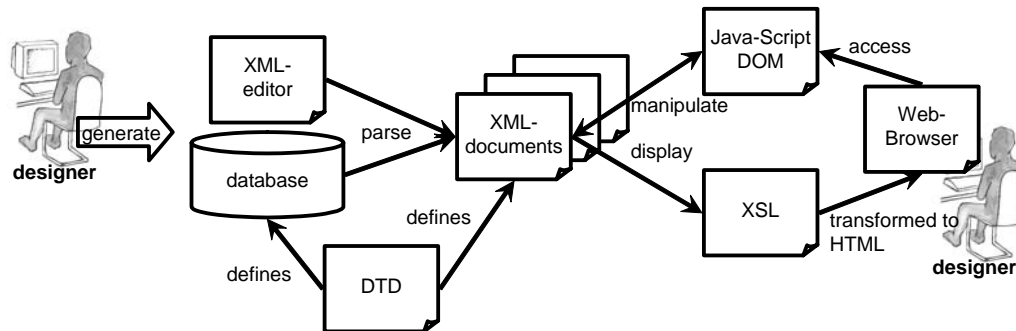 XML-
editor
generate
designer
database
parse
defines
DTD
defines
XML-
documents
Java-Script
DOM
manipulate
access
Web-
Browser
display
XSL
transformed to
HTML
designer